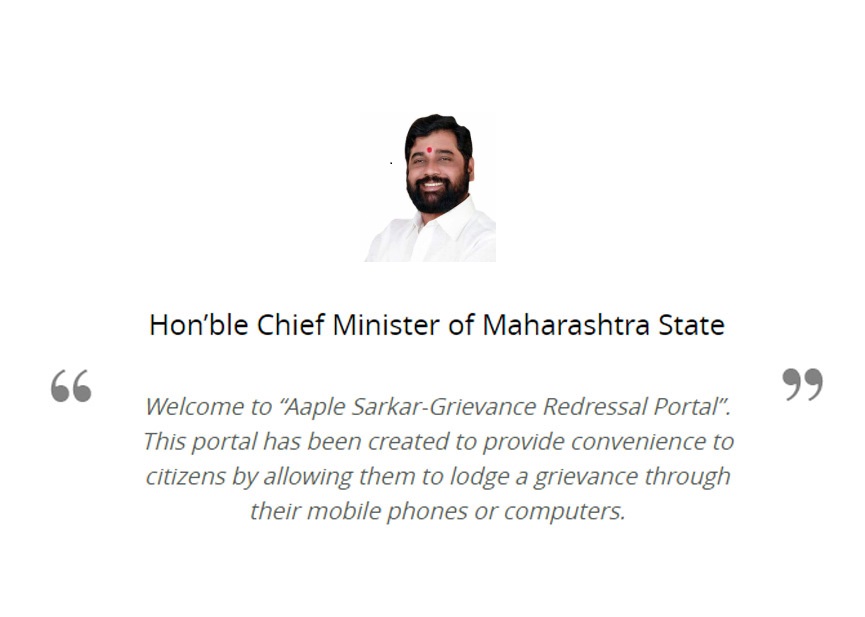 Hon’ble Chief Minister of Maharashtra State
Welcome to “Aaple Sarkar-Grievance Redressal Portal”.
This portal has been created to provide convenience to
citizens by allowing them to lodge a grievance through
their mobile phones or computers.